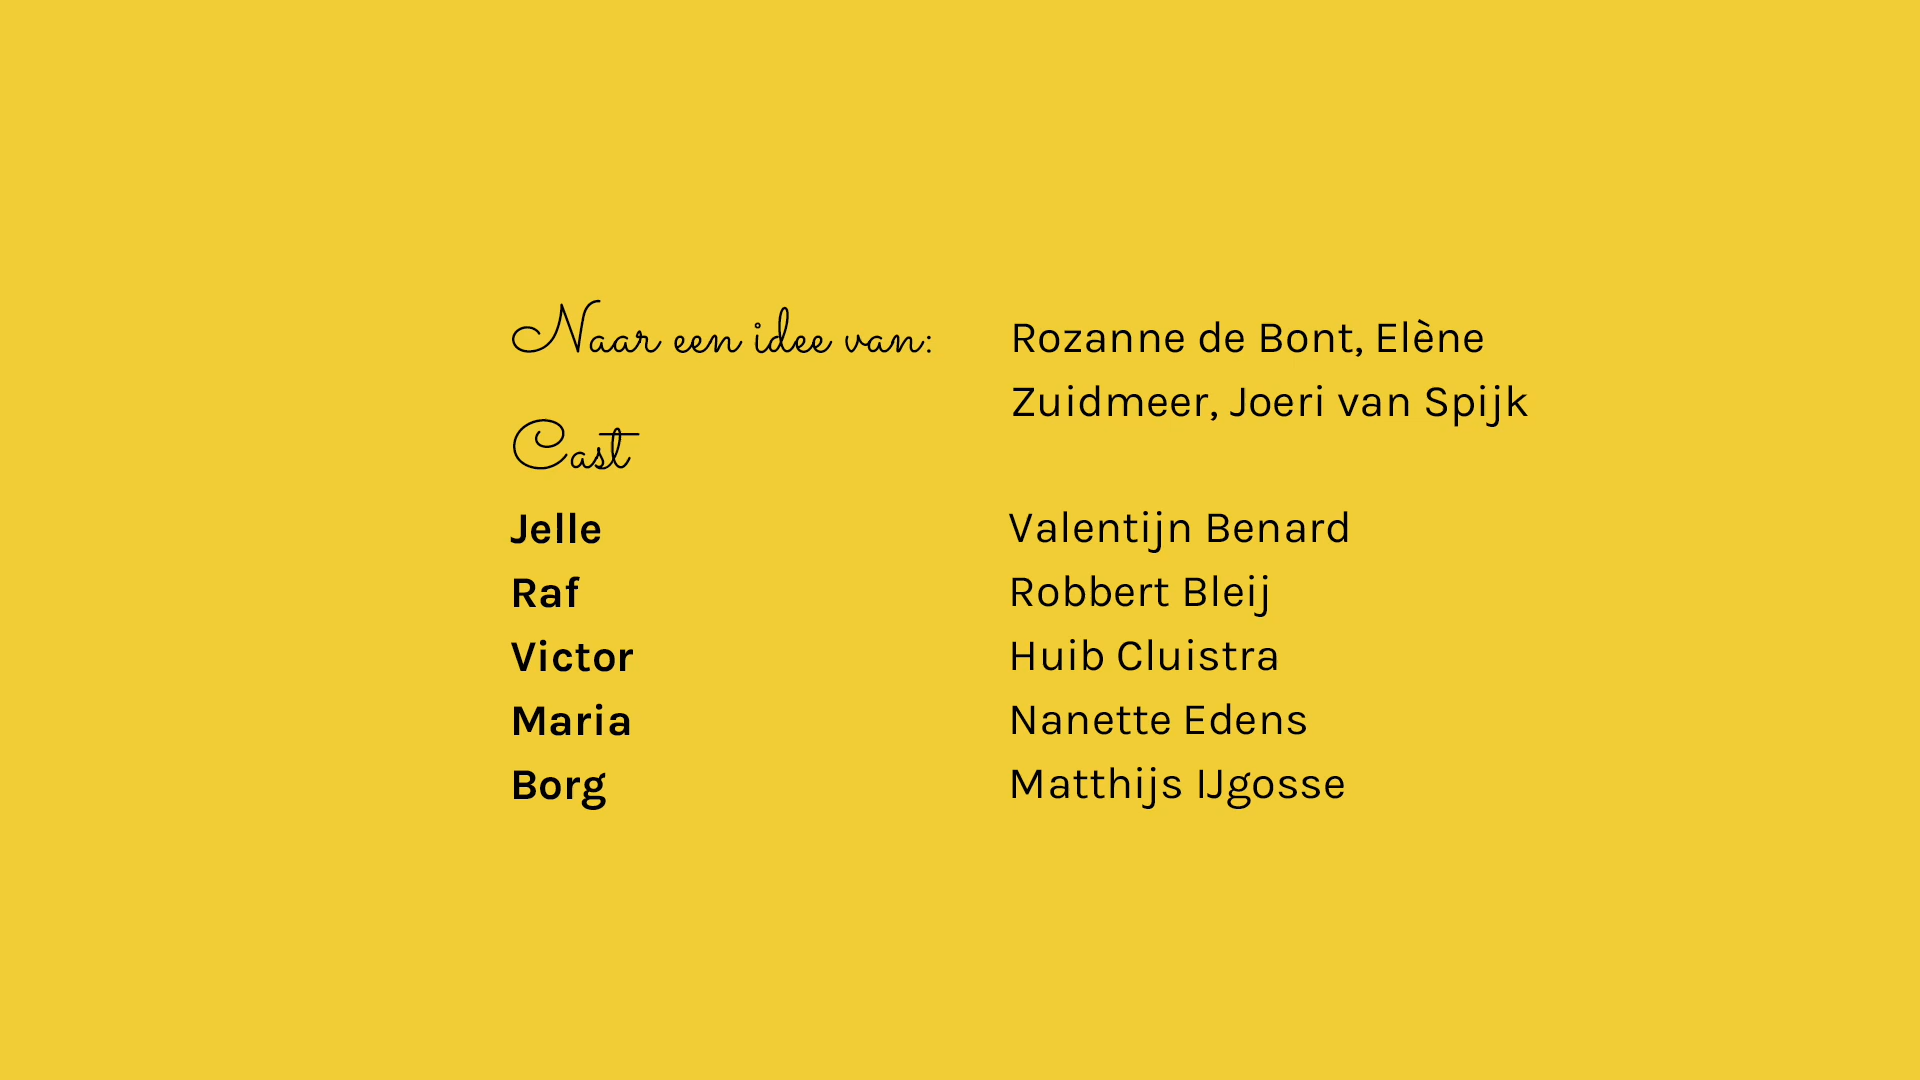 Naar een idee van: Rozanne de Bont, Elène
Zuidmeer, Joeri van Spijk
Cast
Jelle Valentijn Benard
Raf Robbert Bleij
Victor Huib Cluistra
Maria Nanette Edens
Borg Matthijs IJgosse